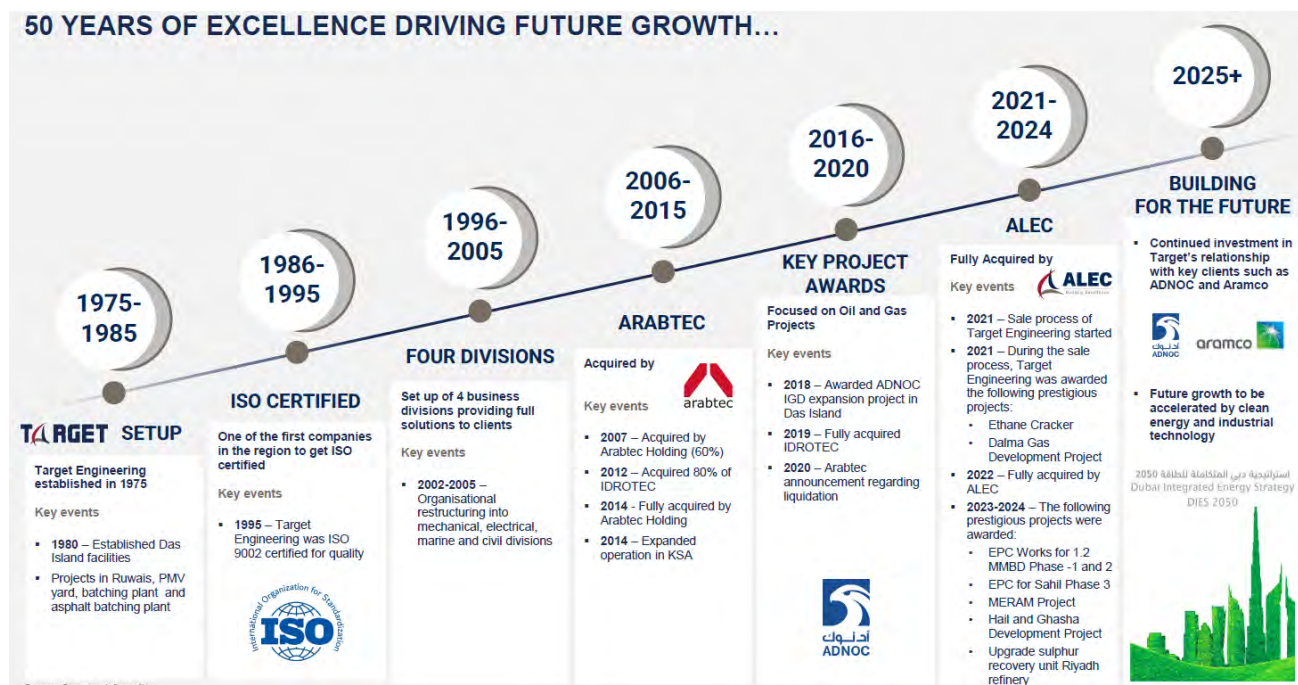 50 YEARS OF EXCELLENCE DRIVING FUTURE GROWTH...
1975-
1985
TARGET SETUP
Target Engineering
established in 1975
Key events
▪ 1980 – Established Das
Island facilities
▪ Projects in Ruwais, PMV
yard, batching plant and
asphalt batching plant
1986-
1995
ISO CERTIFIED
One of the first companies
in the region to get ISO
certified
Key events
▪ 1995 – Target
Engineering was ISO
9002 certified for quality
International Organization for Standardization
ISO
1996-
2005
FOUR DIVISIONS
Set up of 4 business
divisions providing full
solutions to clients
Key events
▪ 2002-2005 –
Organisational
restructuring into
mechanical, electrical,
marine and civil divisions
2006-
2015
ARABTEC
Acquired by
arabtec
Key events
▪ 2007 – Acquired by
Arabtec Holding (60%)
▪ 2012 – Acquired 80% of
IDROTEC
▪ 2014 - Fully acquired by
Arabtec Holding
▪ 2014 – Expanded
operation in KSA
2016-
2020
KEY PROJECT
AWARDS
Focused on Oil and Gas
Projects
Key events
▪ 2018 – Awarded ADNOC
IGD expansion project in
Das Island
▪ 2019 – Fully acquired
IDROTEC
▪ 2020 – Arabtec
announcement regarding
liquidation
أدنوك
ADNOC
2021-
2024
ALEC
Fully Acquired by
ALEC
Key events
▪ 2021 – Sale process of
Target Engineering started
▪ 2021 – During the sale
process, Target
Engineering was awarded
the following prestigious
projects:
▪ Ethane Cracker
▪ Dalma Gas
Development Project
▪ 2022 – Fully acquired by
ALEC
▪ 2023-2024 – The following
prestigious projects were
awarded:
▪ EPC Works for 1.2
MMBD Phase -1 and 2
▪ EPC for Sahil Phase 3
▪ MERAM Project
▪ Hail and Ghasha
Development Project
▪ Upgrade sulphur
recovery unit Riyadh
refinery
2025+
BUILDING
FOR THE FUTURE
▪ Continued investment in
Target's relationship
with key clients such as
ADNOC and Aramco
أدنوك
ADNOC
aramco
▪ Future growth to be
accelerated by clean
energy and industrial
technology
استراتيجية دبي المتكاملة للطاقة 2050
Dubai Integrated Energy Strategy
DIES 2050